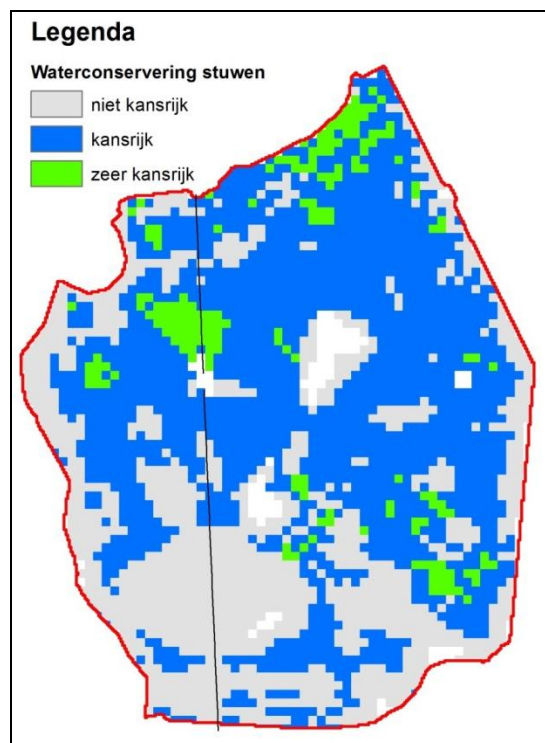 Legenda
Waterconservering stuwen
niet kansrijk
kansrijk
zeer kansrijk